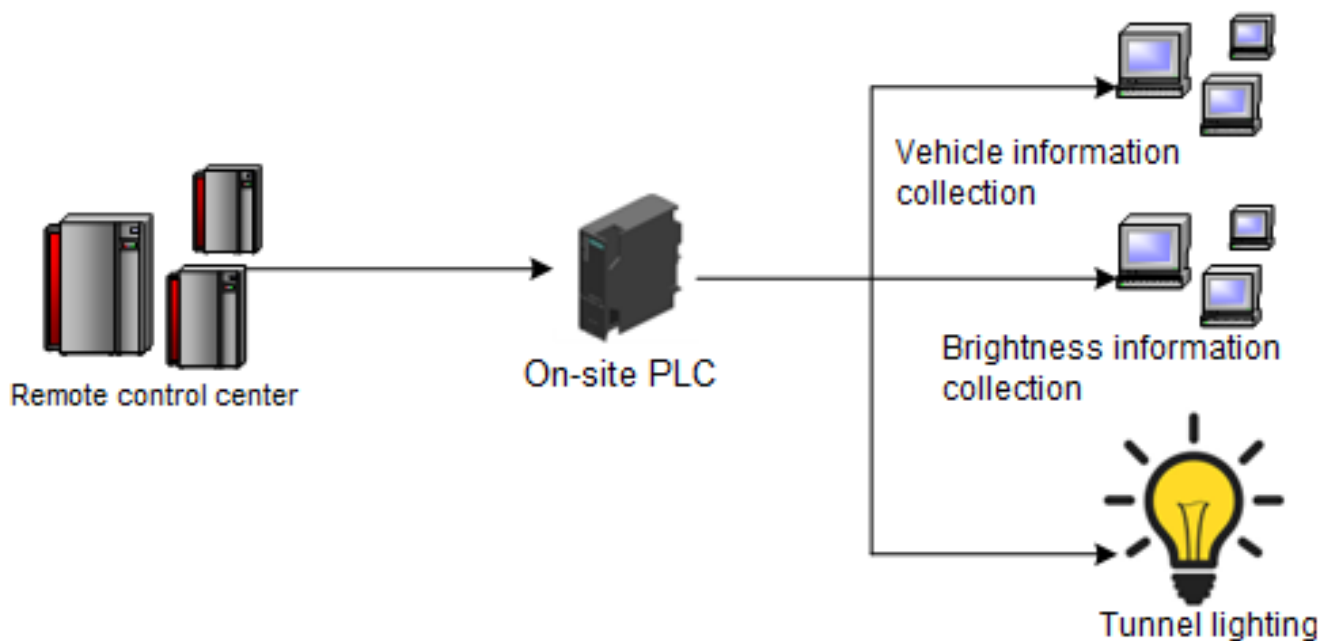 Vehicle information
collection
Remote control center
On-site PLC
Brightness information
collection
Tunnel lighting